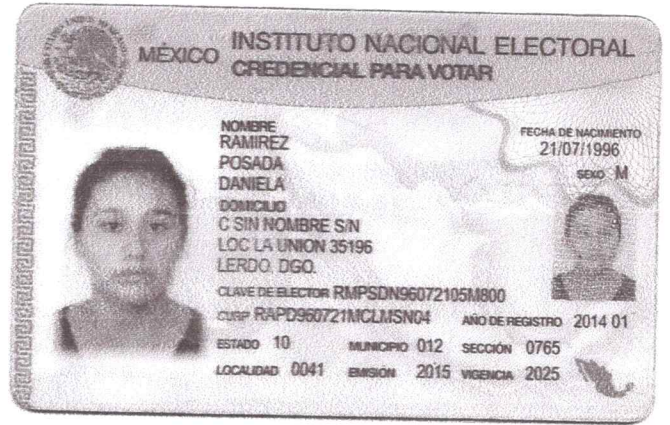 MÉXICO INSTITUTO NACIONAL ELECTORAL
CREDENCIAL PARA VOTAR
NOMBRE
RAMIREZ
POSADA
DANIELA
FECHA DE NACIMIENTO
21/07/1996
SEXO M
DOMICILIO
C SIN NOMBRE S/N
LOC LA UNION 35196
LERDO, DGO.
CLAVE DE ELECTOR RMPSDN96072105M800
CURP RAPD960721MCLMSN04 AÑO DE REGISTRO 2014 01
ESTADO 10 MUNICIPIO 012 SECCIÓN 0765
LOCALIDAD 0041 EMISIÓN 2015 VIGENCIA 2025